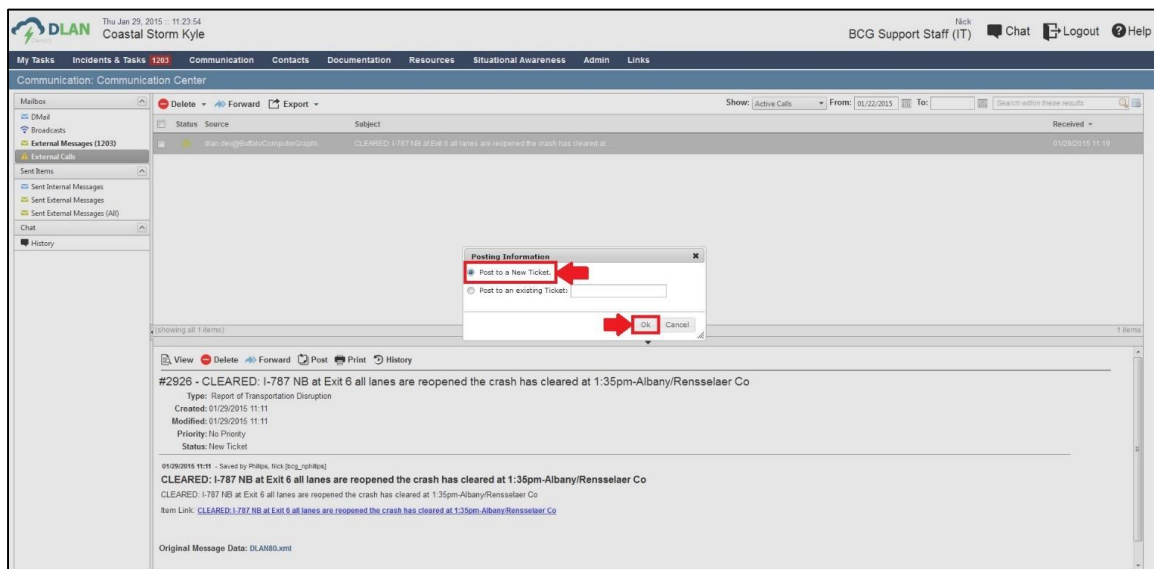 Thu Jan 29, 2015 :: 11:23:54
DLAN
Coastal Storm Kyle
Nick
BCG Support Staff (IT)
Chat Logout Help
My Tasks Incidents & Tasks 1203 Communication Contacts Documentation Resources Situational Awareness Admin Links
Communication: Communication Center
Mailbox
DMail
Broadcasts
External Messages (1203)
External Calls
Sent Items
Sent Internal Messages
Sent External Messages
Sent External Messages (All)
Chat
History
Delete Forward Export
Show: Active Calls From: 01/22/2015 To: Search within these results
Status Source Subject Received
CLEARED: I-787 NB at Exit 6 all lanes are reopened the crash has cleared at... 01/29/2015 11:19
Posting Information
Post to a New Ticket.
Post to an existing Ticket:
Ok Cancel
(showing all 1 items) 1 items
View Delete Forward Post Print History
#2926 - CLEARED: I-787 NB at Exit 6 all lanes are reopened the crash has cleared at 1:35pm-Albany/Rensselaer Co
Type: Report of Transportation Disruption
Created: 01/29/2015 11:11
Modified: 01/29/2015 11:11
Priority: No Priority
Status: New Ticket
01/29/2015 11:11 - Saved by Phillips, Nick [bcg_nphillips]
CLEARED: I-787 NB at Exit 6 all lanes are reopened the crash has cleared at 1:35pm-Albany/Rensselaer Co
CLEARED: I-787 NB at Exit 6 all lanes are reopened the crash has cleared at 1:35pm-Albany/Rensselaer Co
Item Link: CLEARED: I-787 NB at Exit 6 all lanes are reopened the crash has cleared at 1:35pm-Albany/Rensselaer Co
Original Message Data: DLAN80.xml